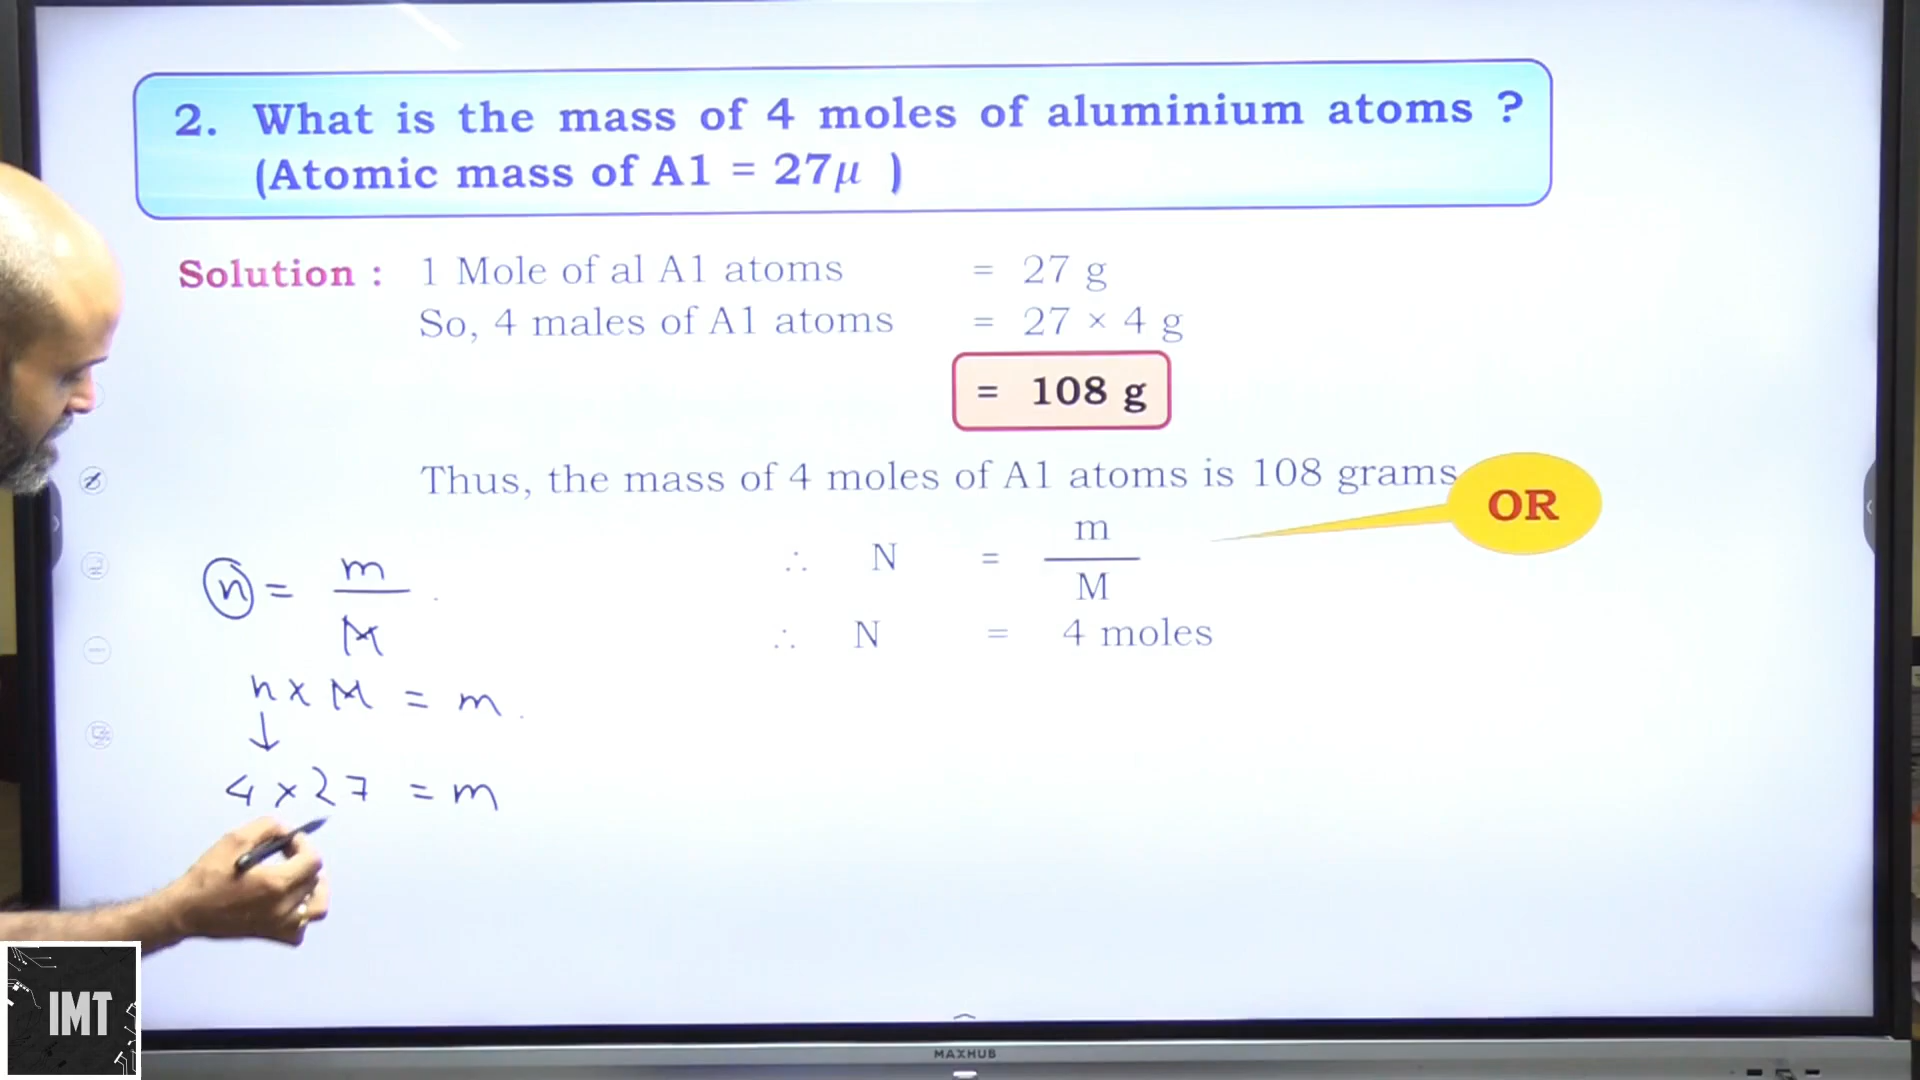 2. What is the mass of 4 moles of aluminium atoms ?
(Atomic mass of A1 = 27μ )
Solution : 1 Mole of al A1 atoms = 27 g
So, 4 males of A1 atoms = 27 × 4 g
= 108 g
Thus, the mass of 4 moles of A1 atoms is 108 grams
OR
∴ N = m
M
∴ N = 4 moles
n = m
M
n x M = m
↓
4 x 27 = m
IMT
MAXHUB